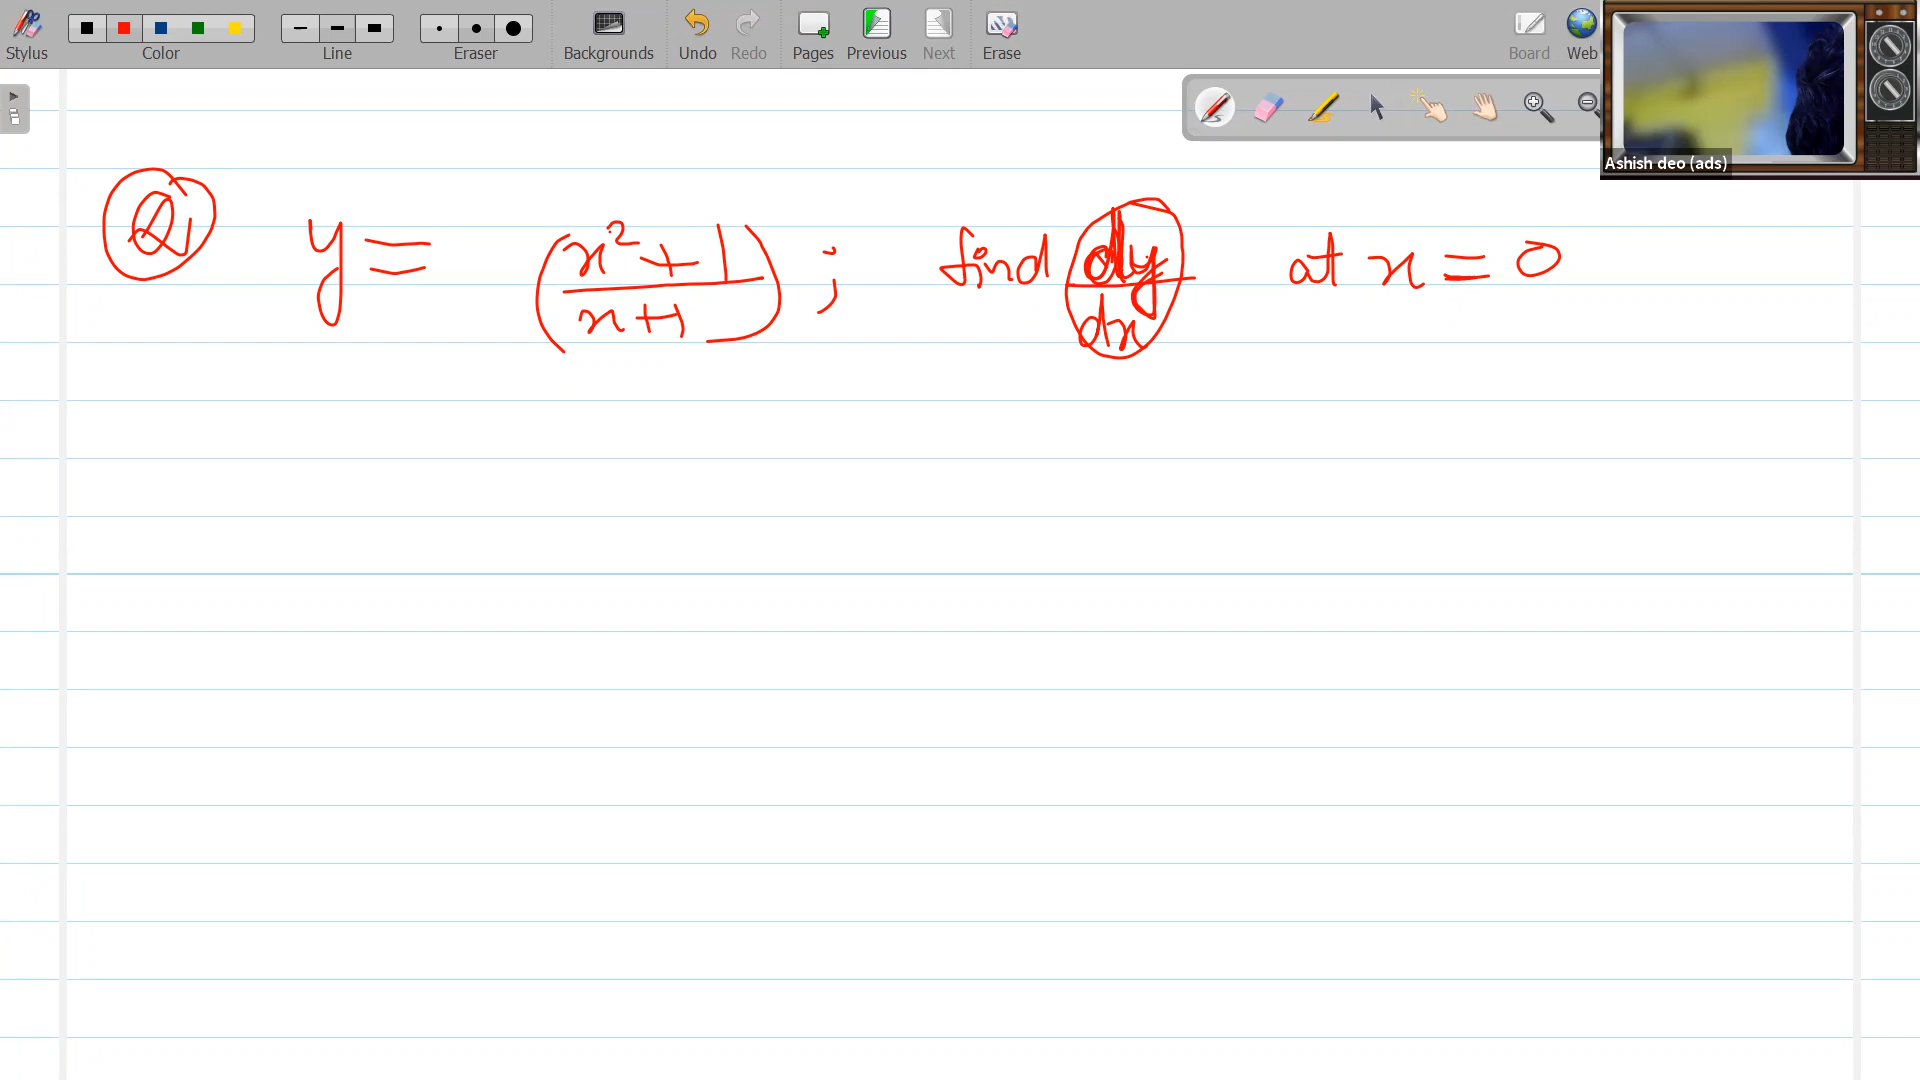 Stylus Color Line Eraser Backgrounds Undo Redo Pages Previous Next Erase Board Web
Ashish deo (ads)
Q1 y = (x²+1 / x+1) ; find dy/dx at x = 0